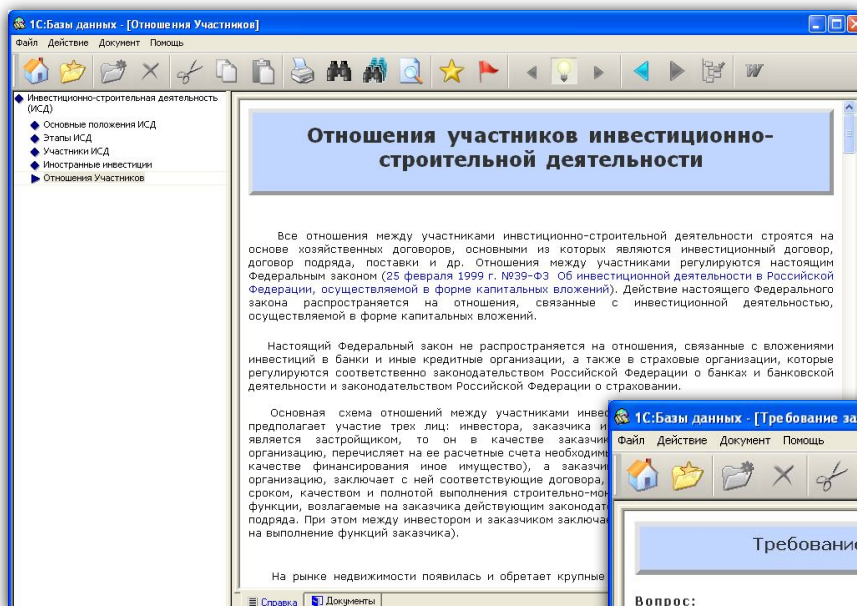 1С:Базы данных - [Отношения Участников]
Файл Действие Документ Помощь
Инвестиционно-строительная деятельность
(ИСД)
Основные положения ИСД
Этапы ИСД
Участники ИСД
Иностранные инвестиции
Отношения Участников
Отношения участников инвестиционно-
строительной деятельности
Все отношения между участниками инвстиционно-строительной деятельности строятся на
основе хозяйственных договоров, основными из которых являются инвестиционный договор,
договор подряда, поставки и др. Отношения между участниками регулируются настоящим
Федеральным законом (25 февраля 1999 г. №39-ФЗ Об инвестиционной деятельности в Российской
Федерации, осуществляемой в форме капитальных вложений). Действие настоящего Федерального
закона распространяется на отношения, связанные с инвестиционной деятельностью,
осуществляемой в форме капитальных вложений.
Настоящий Федеральный закон не распространяется на отношения, связанные с вложениями
инвестиций в банки и иные кредитные организации, а также в страховые организации, которые
регулируются соответственно законодательством Российской Федерации о банках и банковской
деятельности и законодательством Российской Федерации о страховании.
Основная схема отношений между участниками инвес
предполагает участие трех лиц: инвестора, заказчика и
является застройщиком, то он в качестве заказчик
организацию, перечисляет на ее расчетные счета необходимы
качестве финансирования иное имущество), а заказчи
организацию, заключает с ней соответствующие договора,
сроком, качеством и полнотой выполнения строительно-мон
функции, возлагаемые на заказчика действующим законодат
подряда. При этом между инвестором и заказчиком заключа
на выполнение функций заказчика).
На рынке недвижимости появилась и обретает крупные
Справка Документы
1С:Базы данных - [Требование за
Файл Действие Документ Помощь
Требование
Вопрос: